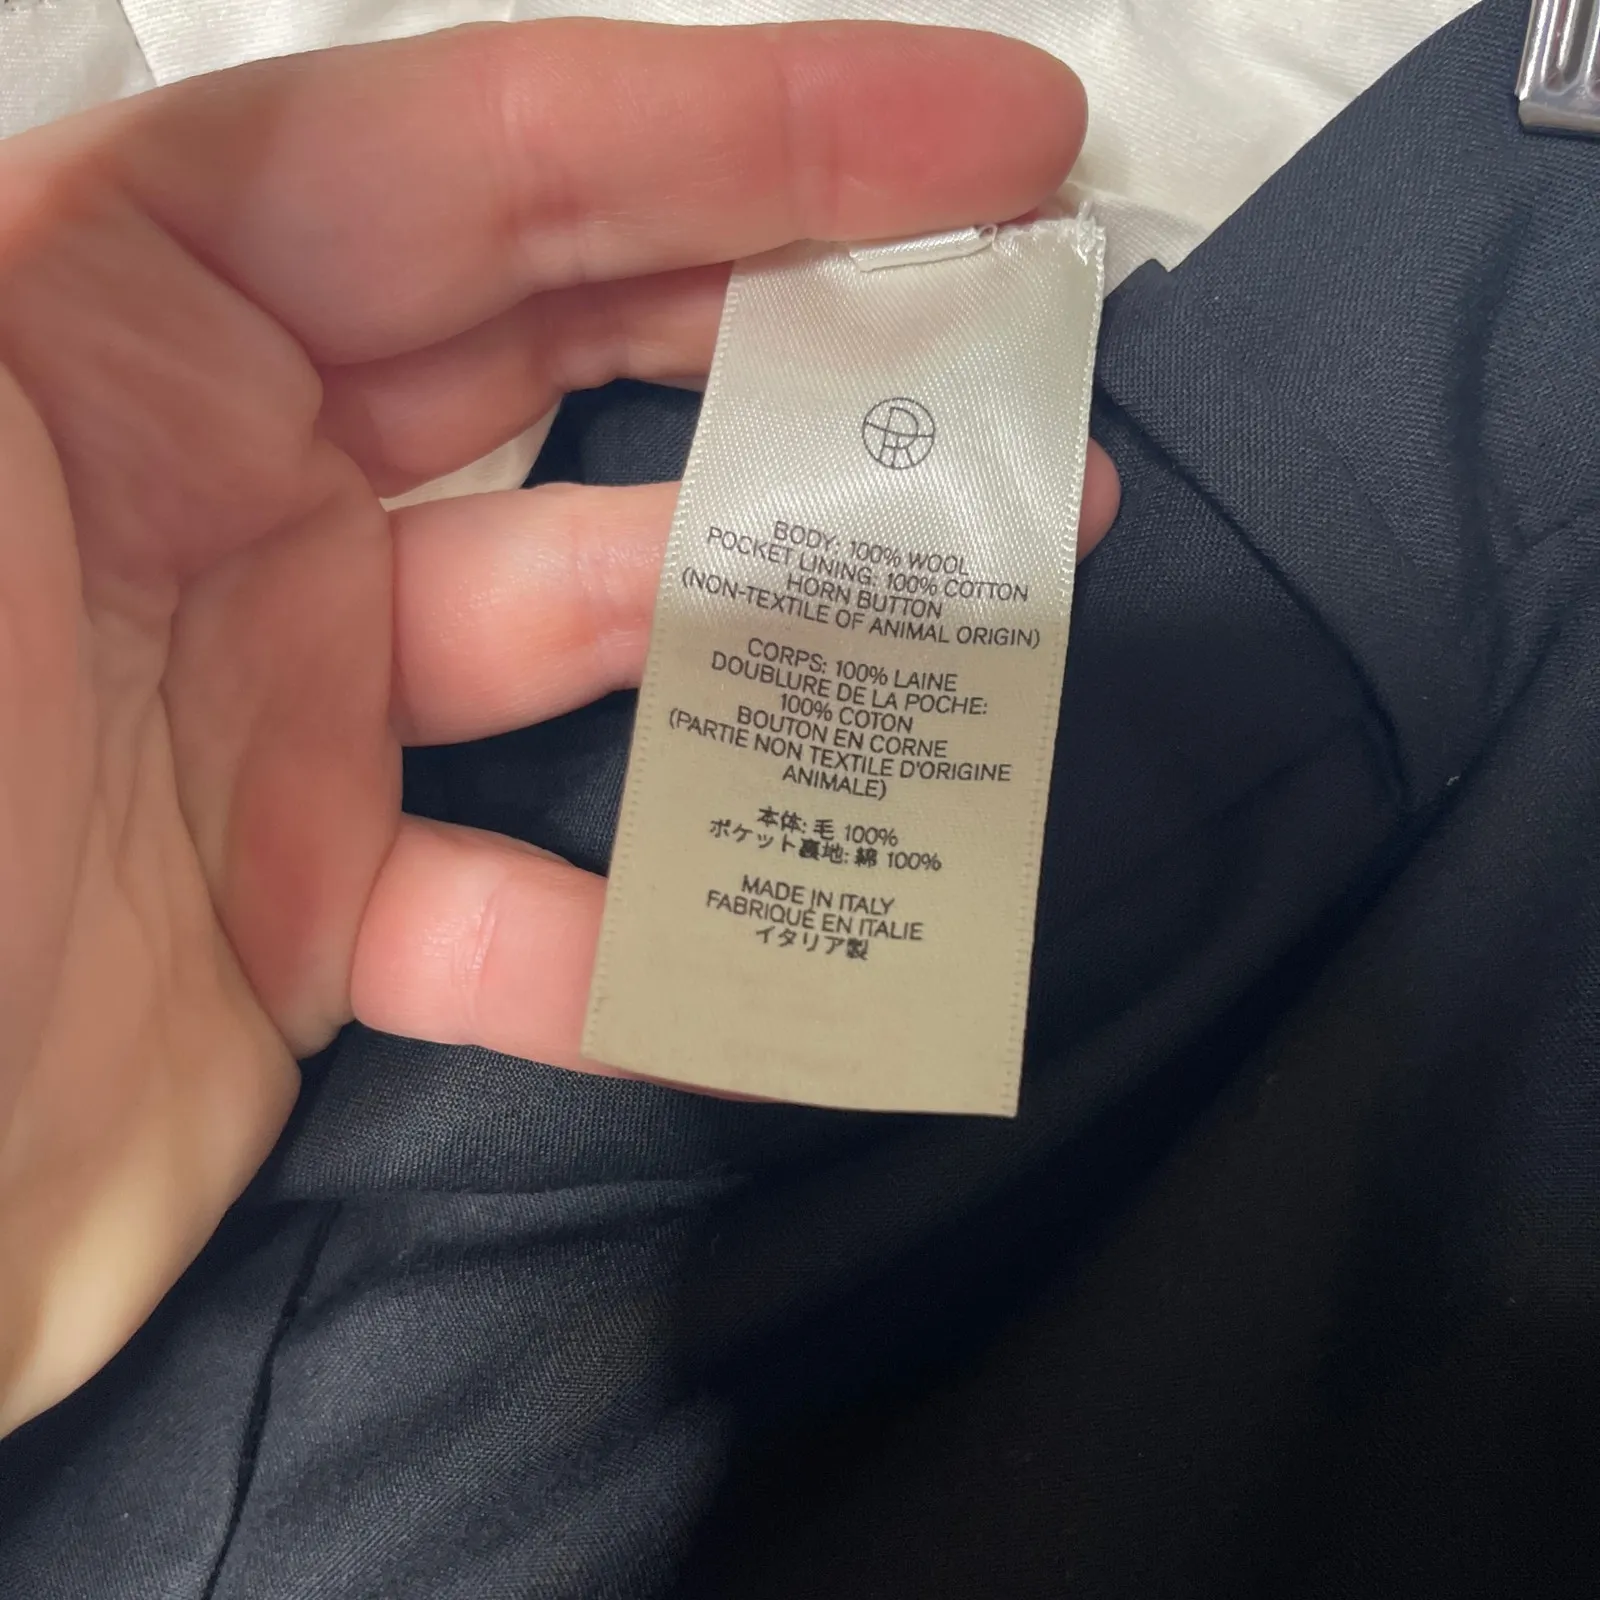 BODY: 100% WOOL
POCKET LINING: 100% COTTON
HORN BUTTON
(NON-TEXTILE OF ANIMAL ORIGIN)
CORPS: 100% LAINE
DOUBLURE DE LA POCHE:
100% COTON
BOUTON EN CORNE
(PARTIE NON TEXTILE D'ORIGINE
ANIMALE)
本体: 毛 100%
ポケット裏地: 綿 100%
MADE IN ITALY
FABRIQUÉ EN ITALIE
イタリア製